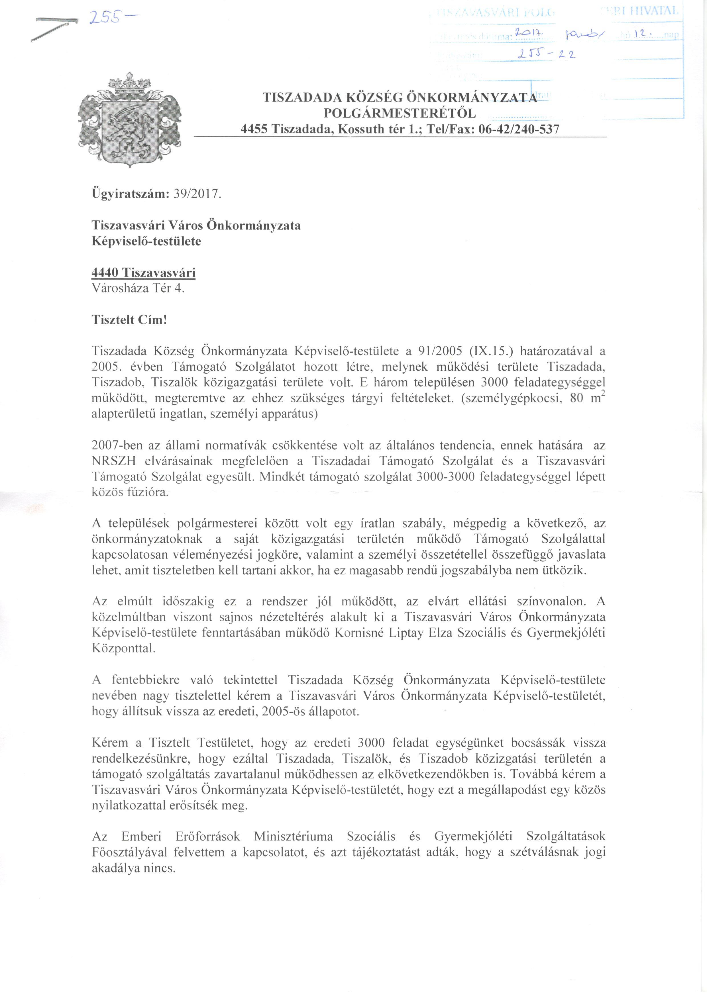 255-
TISZAVASVÁRI POLG
ERI HIVATAL
dátuma: 2017 január hó 12. nap
255-22
Irat
TISZADADA KÖZSÉG ÖNKORMÁNYZATA
POLGÁRMESTERÉTŐL
4455 Tiszadada, Kossuth tér 1.; Tel/Fax: 06-42/240-537
Ügyiratszám: 39/2017.
Tiszavasvári Város Önkormányzata
Képviselő-testülete
4440 Tiszavasvári
Városháza Tér 4.
Tisztelt Cím!
Tiszadada Község Önkormányzata Képviselő-testülete a 91/2005 (IX.15.) határozatával a
2005. évben Támogató Szolgálatot hozott létre, melynek működési területe Tiszadada,
Tiszadob, Tiszalök közigazgatási területe volt. E három településen 3000 feladategységgel
működött, megteremtve az ehhez szükséges tárgyi feltételeket. (személygépkocsi, 80 m²
alapterületű ingatlan, személyi apparátus)
2007-ben az állami normatívák csökkentése volt az általános tendencia, ennek hatására az
NRSZH elvárásainak megfelelően a Tiszadadai Támogató Szolgálat és a Tiszavasvári
Támogató Szolgálat egyesült. Mindkét támogató szolgálat 3000-3000 feladategységgel lépett
közös fúzióra.
A települések polgármesterei között volt egy íratlan szabály, mégpedig a következő, az
önkormányzatoknak a saját közigazgatási területén működő Támogató Szolgálattal
kapcsolatosan véleményezési jogköre, valamint a személyi összetétellel összefüggő javaslata
lehet, amit tiszteletben kell tartani akkor, ha ez magasabb rendű jogszabályba nem ütközik.
Az elmúlt időszakig ez a rendszer jól működött, az elvárt ellátási színvonalon. A
közelmúltban viszont sajnos nézeteltérés alakult ki a Tiszavasvári Város Önkormányzata
Képviselő-testülete fenntartásában működő Kornisné Liptay Elza Szociális és Gyermekjóléti
Központtal.
A fentebbiekre való tekintettel Tiszadada Község Önkormányzata Képviselő-testülete
nevében nagy tisztelettel kérem a Tiszavasvári Város Önkormányzata Képviselő-testületét,
hogy állítsuk vissza az eredeti, 2005-ös állapotot.
Kérem a Tisztelt Testületet, hogy az eredeti 3000 feladat egységünket bocsássák vissza
rendelkezésünkre, hogy ezáltal Tiszadada, Tiszalök, és Tiszadob közizgatási területén a
támogató szolgáltatás zavartalanul működhessen az elkövetkezendőkben is. Továbbá kérem a
Tiszavasvári Város Önkormányzata Képviselő-testületét, hogy ezt a megállapodást egy közös
nyilatkozattal erősítsék meg.
Az Emberi Erőforrások Minisztériuma Szociális és Gyermekjóléti Szolgáltatások
Főosztályával felvettem a kapcsolatot, és azt tájékoztatást adták, hogy a szétválásnak jogi
akadálya nincs.